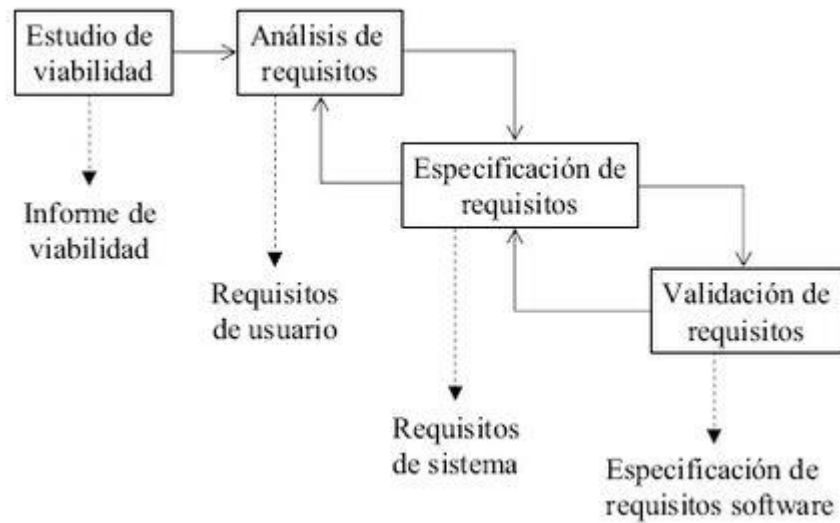 Estudio de
viabilidad
Análisis de
requisitos
Especificación de
requisitos
Informe de
viabilidad
Requisitos
de usuario
Validación de
requisitos
Requisitos
de sistema
Especificación de
requisitos software